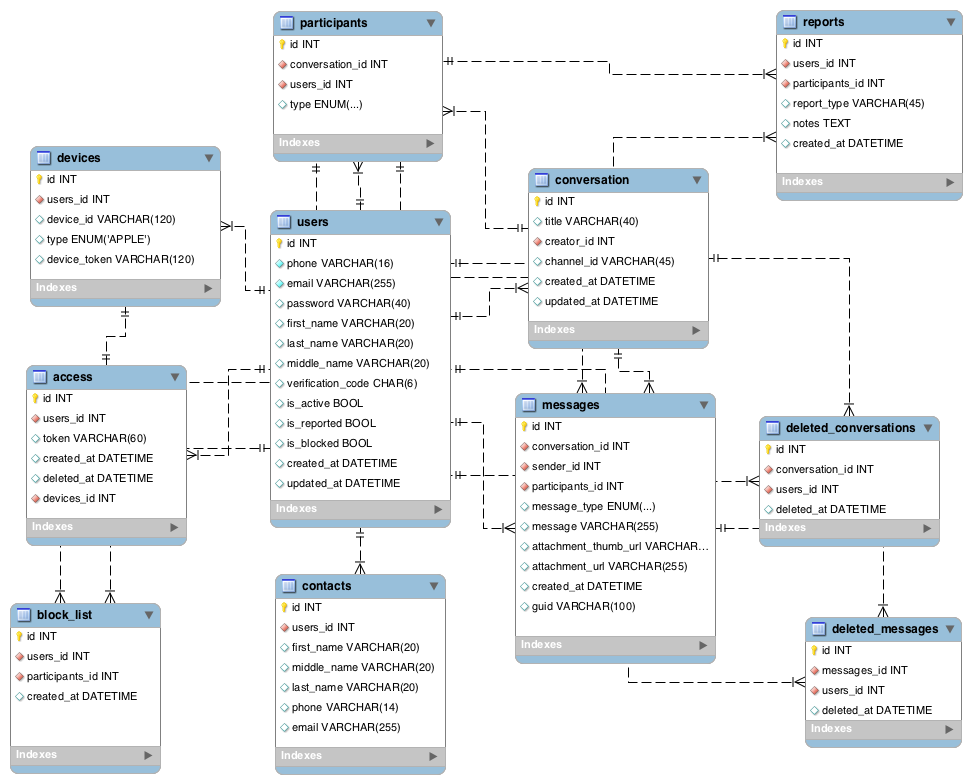 participants
id INT
conversation_id INT
users_id INT
type ENUM(...)
Indexes
reports
id INT
users_id INT
participants_id INT
report_type VARCHAR(45)
notes TEXT
created_at DATETIME
Indexes
devices
id INT
users_id INT
device_id VARCHAR(120)
type ENUM('APPLE')
device_token VARCHAR(120)
Indexes
conversation
id INT
title VARCHAR(40)
creator_id INT
channel_id VARCHAR(45)
created_at DATETIME
updated_at DATETIME
Indexes
users
id INT
phone VARCHAR(16)
email VARCHAR(255)
password VARCHAR(40)
first_name VARCHAR(20)
last_name VARCHAR(20)
middle_name VARCHAR(20)
verification_code CHAR(6)
is_active BOOL
is_reported BOOL
is_blocked BOOL
created_at DATETIME
updated_at DATETIME
Indexes
access
id INT
users_id INT
token VARCHAR(60)
created_at DATETIME
deleted_at DATETIME
devices_id INT
Indexes
messages
id INT
conversation_id INT
sender_id INT
participants_id INT
message_type ENUM(...)
message VARCHAR(255)
attachment_thumb_url VARCHAR...
attachment_url VARCHAR(255)
created_at DATETIME
guid VARCHAR(100)
Indexes
deleted_conversations
id INT
conversation_id INT
users_id INT
deleted_at DATETIME
Indexes
block_list
id INT
users_id INT
participants_id INT
created_at DATETIME
Indexes
contacts
id INT
users_id INT
first_name VARCHAR(20)
middle_name VARCHAR(20)
last_name VARCHAR(20)
phone VARCHAR(14)
email VARCHAR(255)
Indexes
deleted_messages
id INT
messages_id INT
users_id INT
deleted_at DATETIME
Indexes